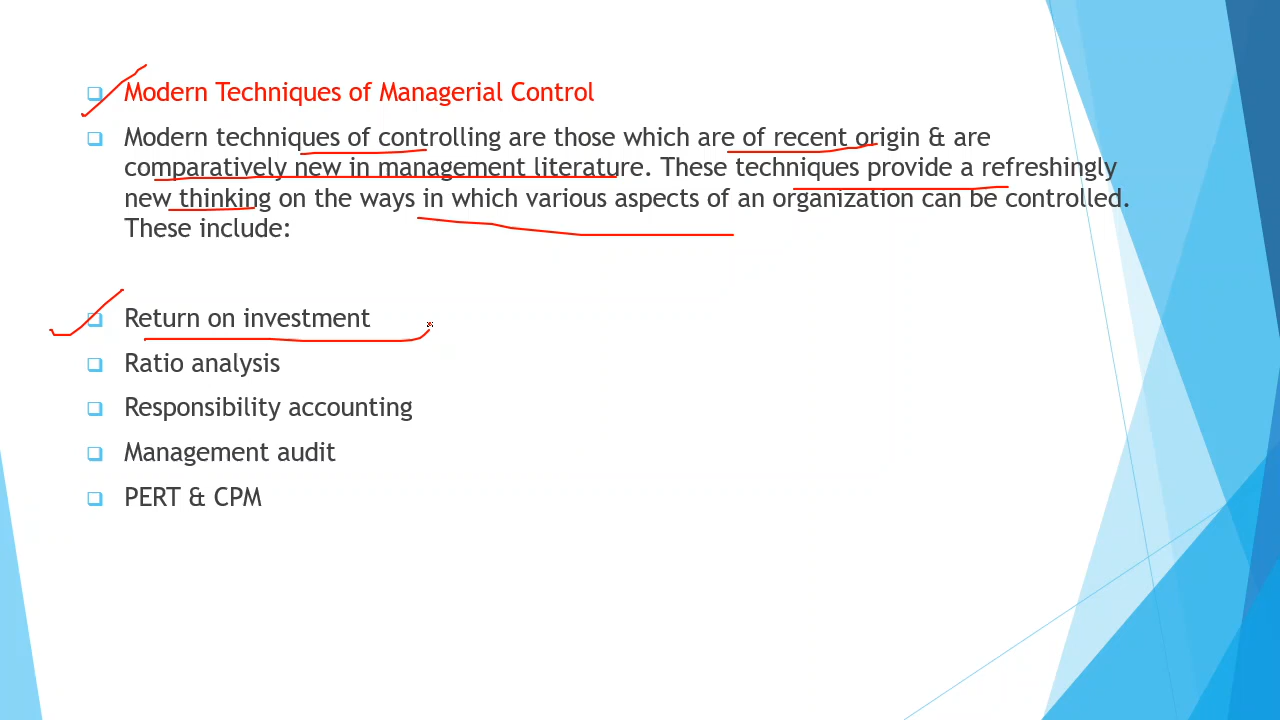 Modern Techniques of Managerial Control
Modern techniques of controlling are those which are of recent origin & are
comparatively new in management literature. These techniques provide a refreshingly
new thinking on the ways in which various aspects of an organization can be controlled.
These include:
Return on investment
Ratio analysis
Responsibility accounting
Management audit
PERT & CPM